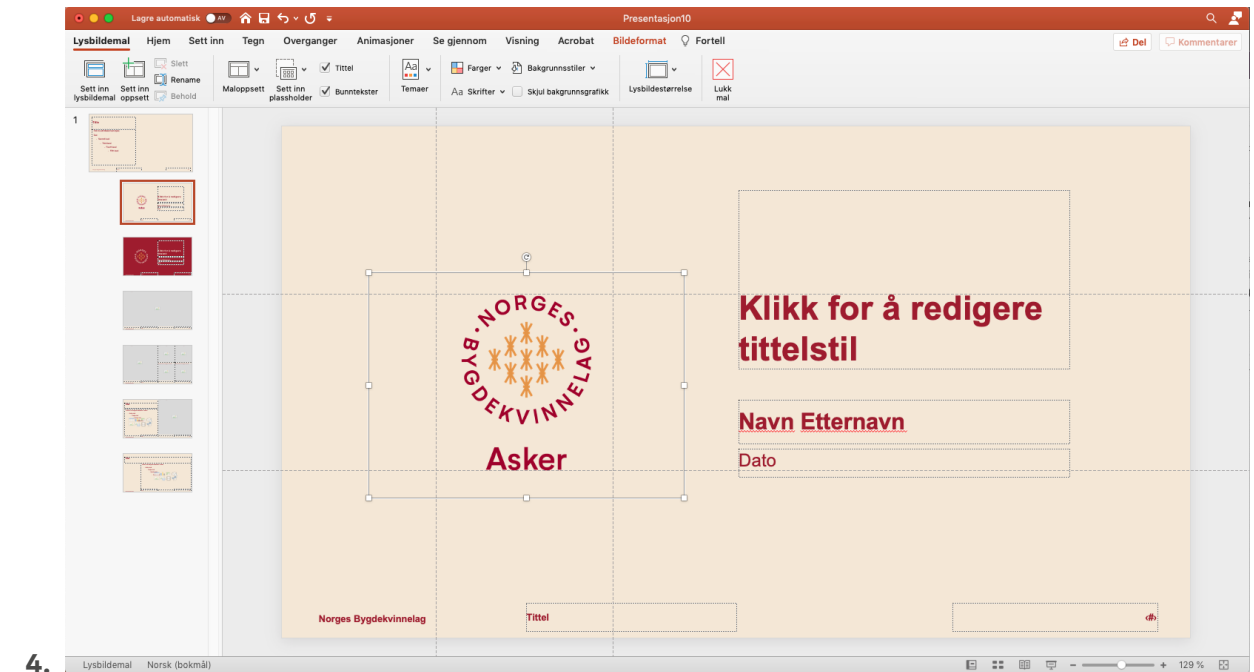 Lagre automatisk AV Presentasjon10
Lysbildemal Hjem Sett inn Tegn Overganger Animasjoner Se gjennom Visning Acrobat Bildeformat Fortell Del Kommentarer
Sett inn lysbildemal
Sett inn oppsett
Slett
Rename
Behold
Maloppsett
Sett inn plassholder
Tittel
Bunntekster
Aa
Temaer
Farger
Aa Skrifter
Bakgrunnsstiler
Skjul bakgrunnsgrafikk
Lysbildestørrelse
Lukk mal
1
NORGES BYGDEKVINNELAG
Asker
Klikk for å redigere
tittelstil
Navn Etternavn
Dato
Norges Bygdekvinnelag
Tittel
‹#›
4.
Lysbildemal Norsk (bokmål) 129 %